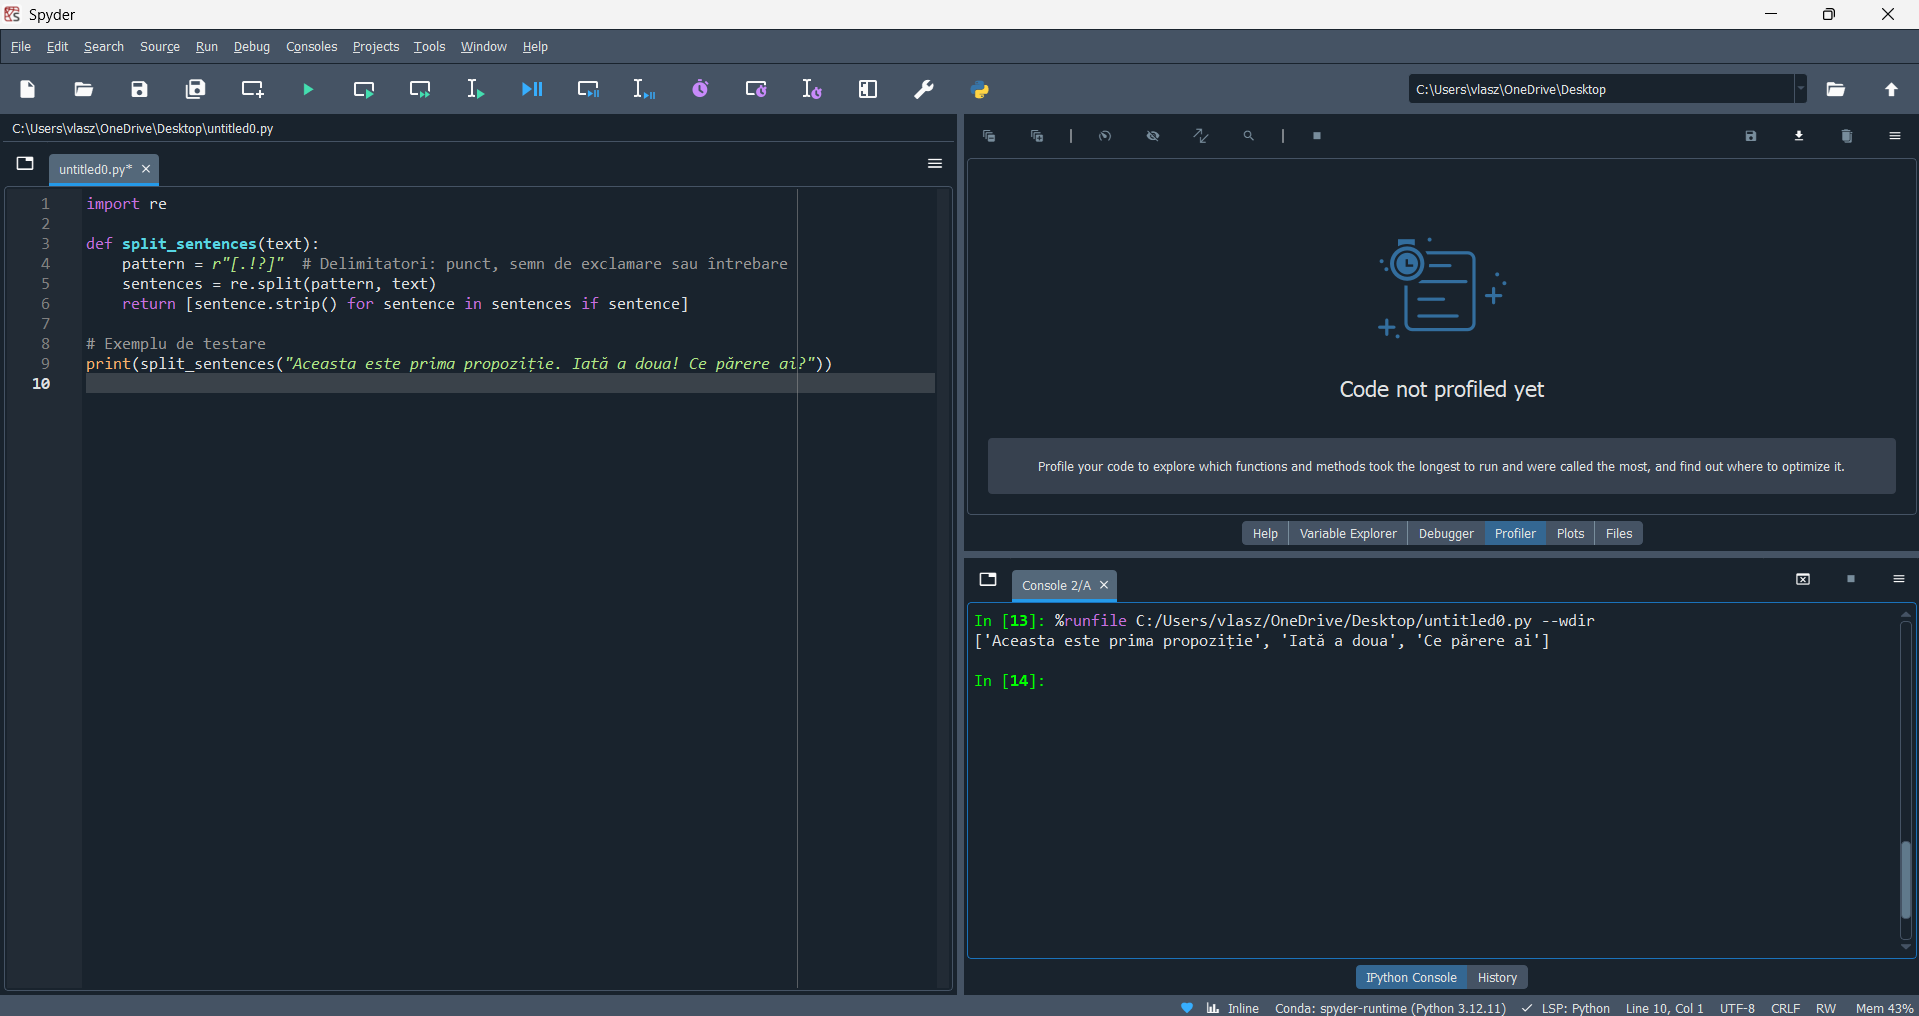 Spyder
File Edit Search Source Run Debug Consoles Projects Tools Window Help
C:\Users\vlasz\OneDrive\Desktop
C:\Users\vlasz\OneDrive\Desktop\untitled0.py
untitled0.py*
1 import re
2
3 def split_sentences(text):
4     pattern = r"[.!?]"  # Delimitatori: punct, semn de exclamare sau întrebare
5     sentences = re.split(pattern, text)
6     return [sentence.strip() for sentence in sentences if sentence]
7
8 # Exemplu de testare
9 print(split_sentences("Aceasta este prima propoziție. Iată a doua! Ce părere ai?"))
10
Code not profiled yet
Profile your code to explore which functions and methods took the longest to run and were called the most, and find out where to optimize it.
Help Variable Explorer Debugger Profiler Plots Files
Console 2/A
In [13]: %runfile C:/Users/vlasz/OneDrive/Desktop/untitled0.py --wdir
['Aceasta este prima propoziție', 'Iată a doua', 'Ce părere ai']
In [14]:
IPython Console History
Inline Conda: spyder-runtime (Python 3.12.11) LSP: Python Line 10, Col 1 UTF-8 CRLF RW Mem 43%